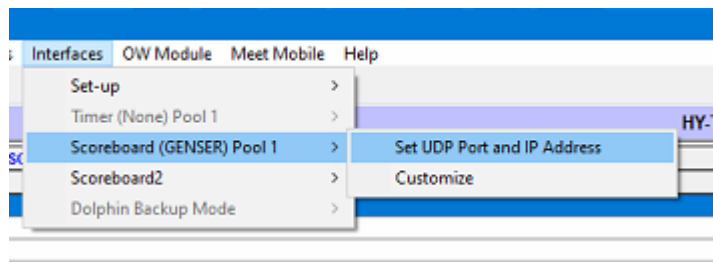 Interfaces OW Module Meet Mobile Help
Set-up
Timer (None) Pool 1
HY-
Scoreboard (GENSER) Pool 1
Set UDP Port and IP Address
Scoreboard2
Customize
Dolphin Backup Mode